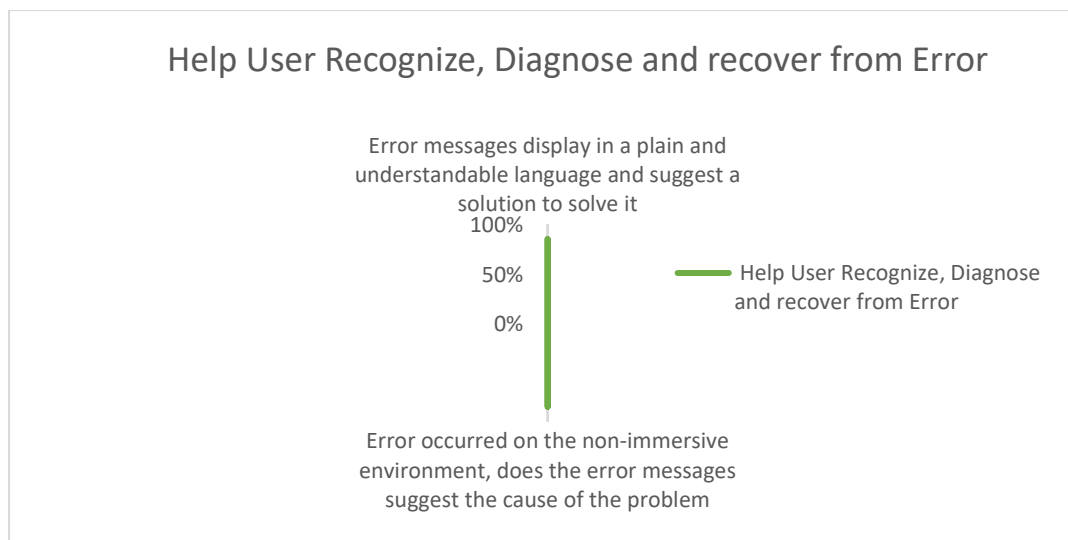 Help User Recognize, Diagnose and recover from Error
Error messages display in a plain and
understandable language and suggest a
solution to solve it
100%
50%
0%
Help User Recognize, Diagnose
and recover from Error
Error occurred on the non-immersive
environment, does the error messages
suggest the cause of the problem